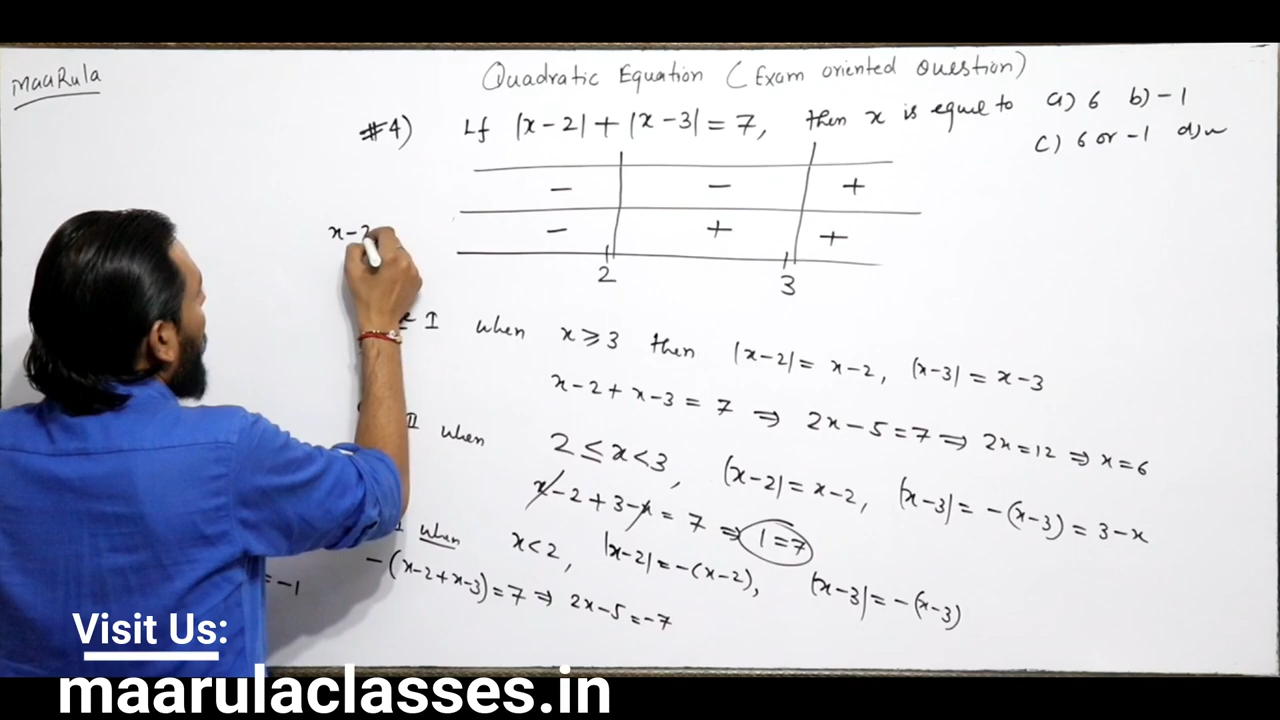 maaRula
Quadratic Equation (Exam oriented Question)
#4) If |x-2| + |x-3| = 7, then x is equal to a) 6 b) -1
c) 6 or -1 d)
- - +
x-2
- + +
2 3
I when x ≥ 3 then |x-2| = x-2, |x-3| = x-3
x-2 + x-3 = 7 ⇒ 2x-5 = 7 ⇒ 2x = 12 ⇒ x = 6
II when 2 ≤ x < 3, |x-2| = x-2, |x-3| = -(x-3) = 3-x
x-2 + 3-x = 7 ⇒ 1 = 7
when x < 2, |x-2| = -(x-2), |x-3| = -(x-3)
-(x-2+x-3) = 7 ⇒ 2x-5 = -7
= -1
Visit Us:
maarulaclasses.in